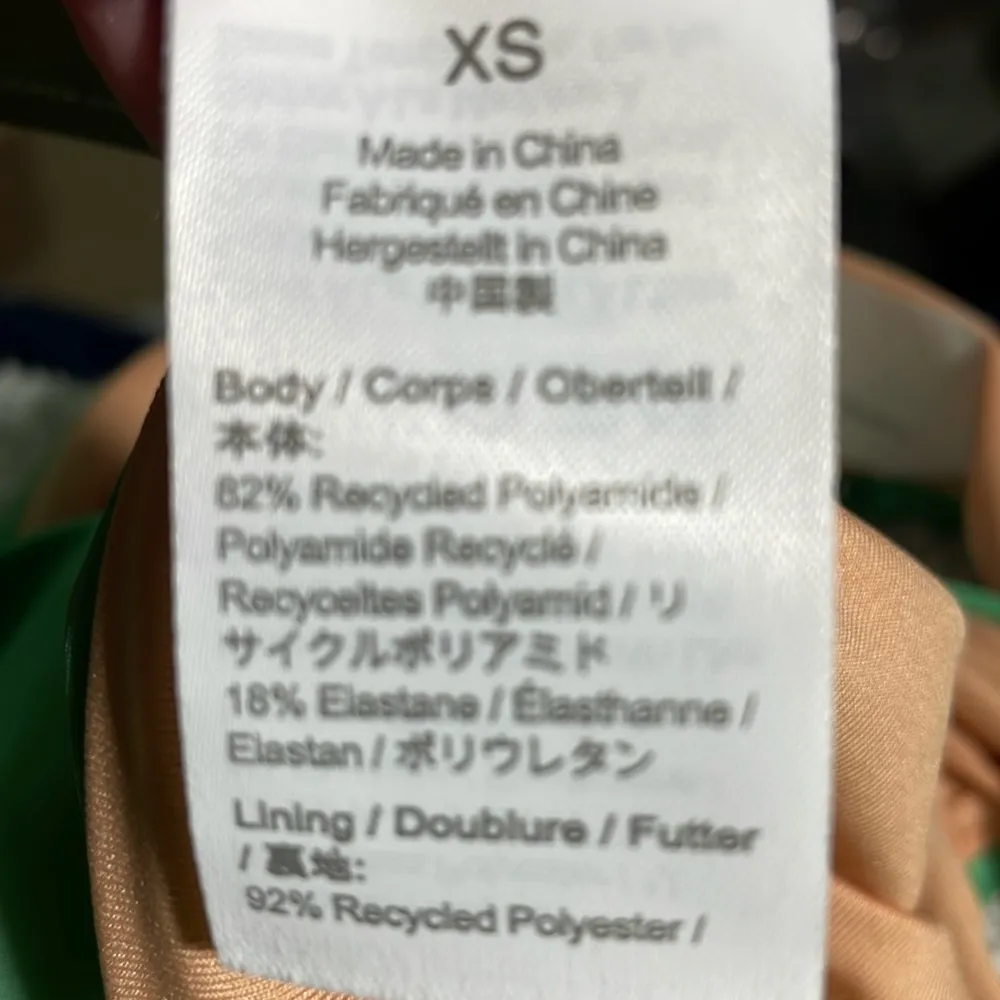 XS
Made in China
Fabriqué en Chine
Hergestellt in China
中国製
Body / Corps / Oberteil /
本体:
82% Recycled Polyamide /
Polyamide Recyclé /
Recyceltes Polyamid / リ
サイクルポリアミド
18% Elastane / Élasthanne /
Elastan / ポリウレタン
Lining / Doublure / Futter
/ 裏地:
92% Recycled Polyester /